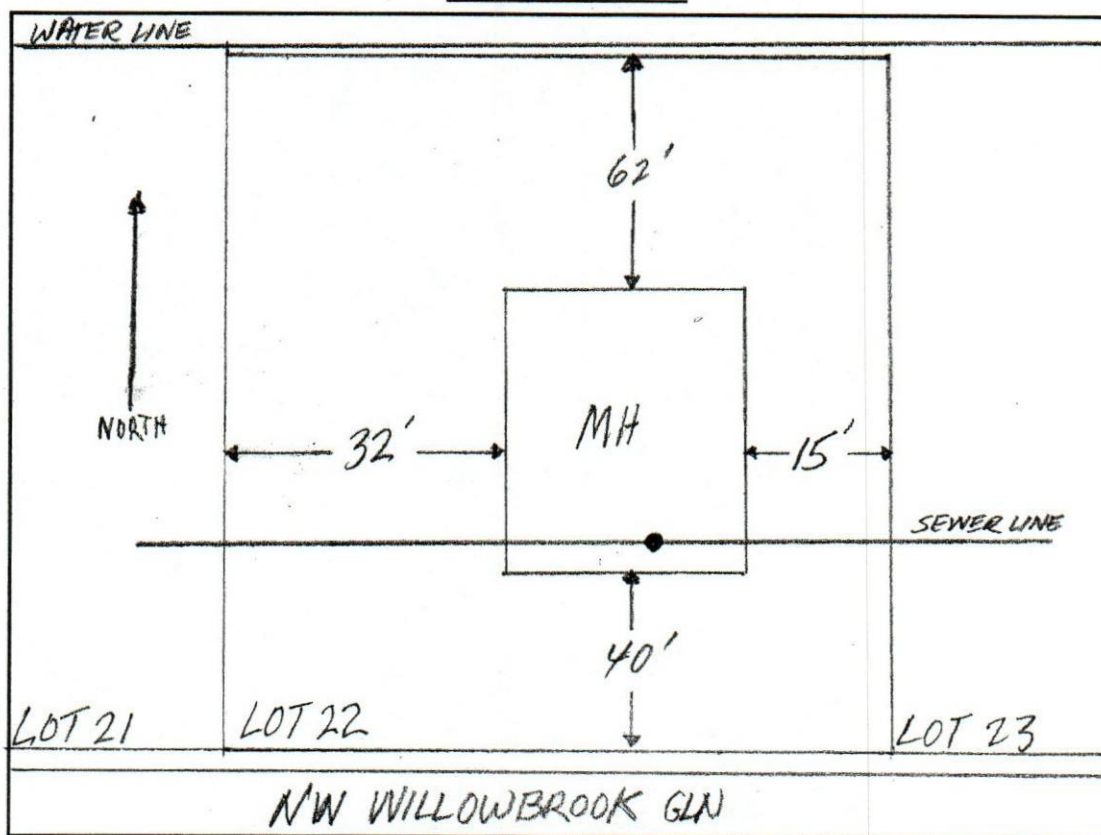 WATER LINE
62'
NORTH
32'
MH
15'
SEWER LINE
40'
LOT 21
LOT 22
LOT 23
NW WILLOWBROOK GLN